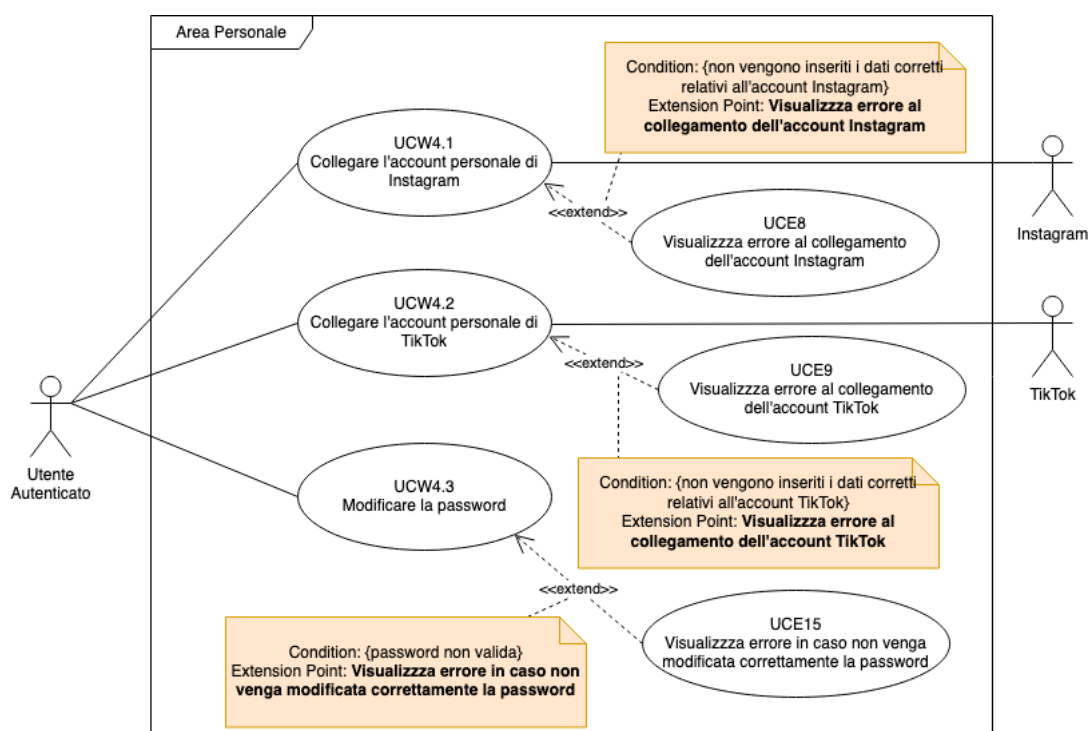 Area Personale
Condition: {non vengono inseriti i dati corretti
relativi all'account Instagram}
Extension Point: Visualizzza errore al
collegamento dell'account Instagram
UCW4.1
Collegare l'account personale di
Instagram
<<extend>>
UCE8
Visualizzza errore al collegamento
dell'account Instagram
Instagram
UCW4.2
Collegare l'account personale di
TikTok
<<extend>>
UCE9
Visualizzza errore al collegamento
dell'account TikTok
TikTok
Utente
Autenticato
UCW4.3
Modificare la password
Condition: {non vengono inseriti i dati corretti
relativi all'account TikTok}
Extension Point: Visualizzza errore al
collegamento dell'account TikTok
<<extend>>
UCE15
Visualizzza errore in caso non venga
modificata correttamente la password
Condition: {password non valida}
Extension Point: Visualizzza errore in caso non
venga modificata correttamente la password